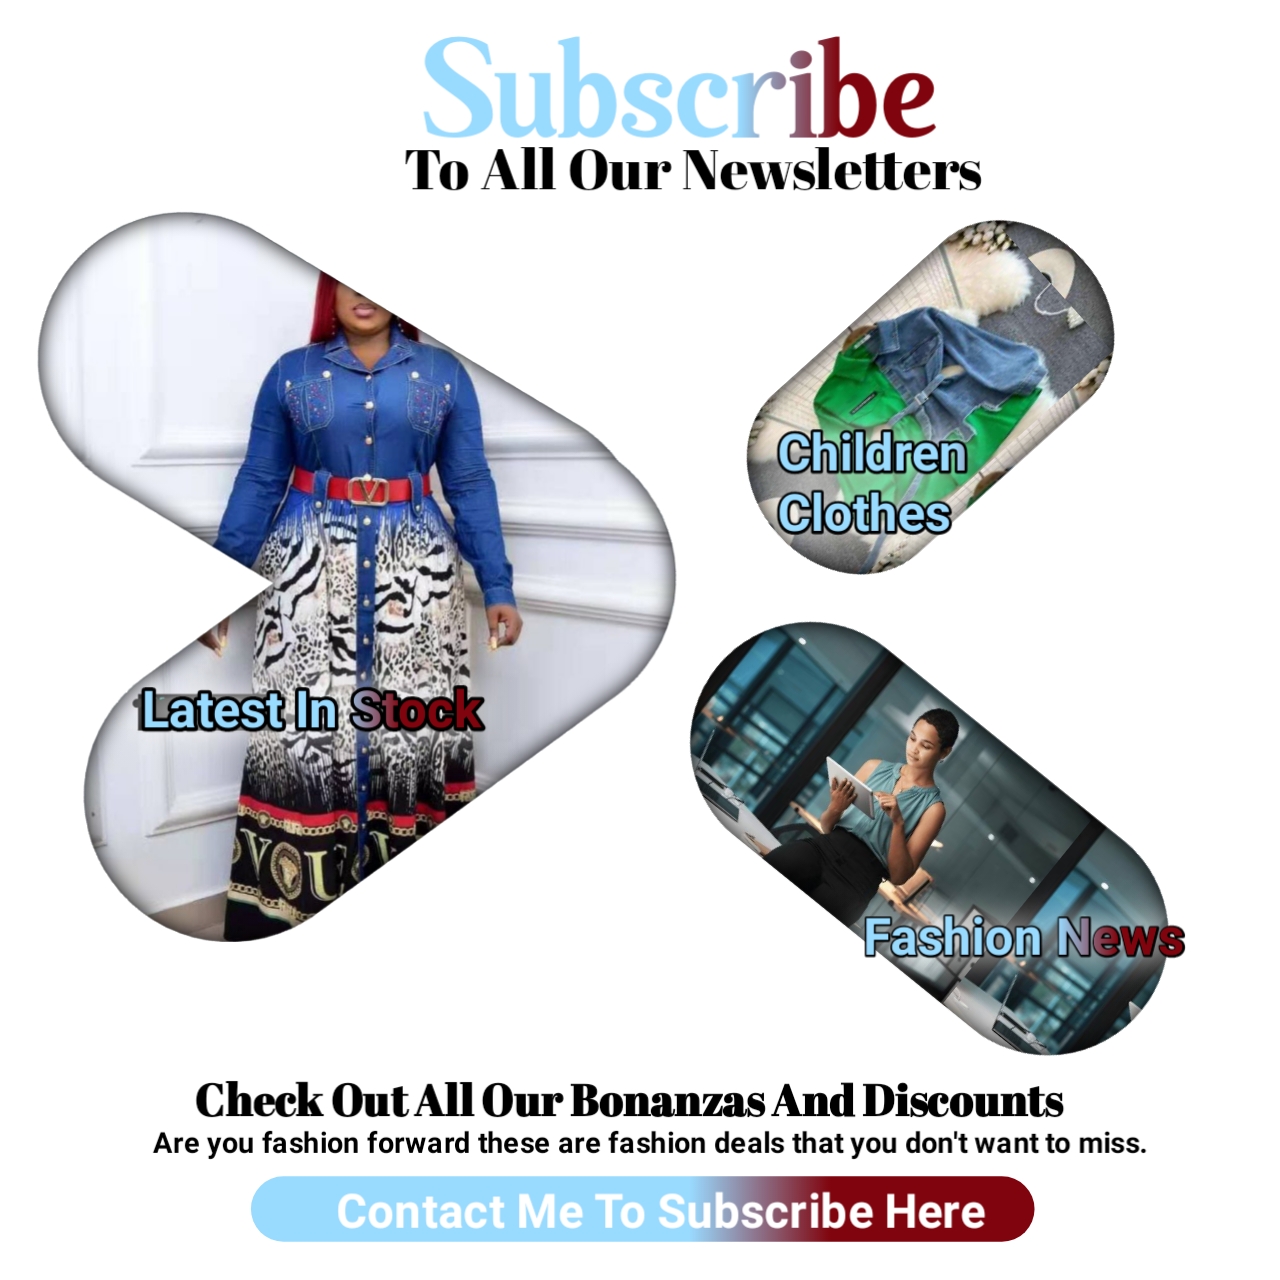 Subscribe
To All Our Newsletters
Children
Clothes
Latest In Stock
Fashion News
Check Out All Our Bonanzas And Discounts
Are you fashion forward these are fashion deals that you don't want to miss.
Contact Me To Subscribe Here